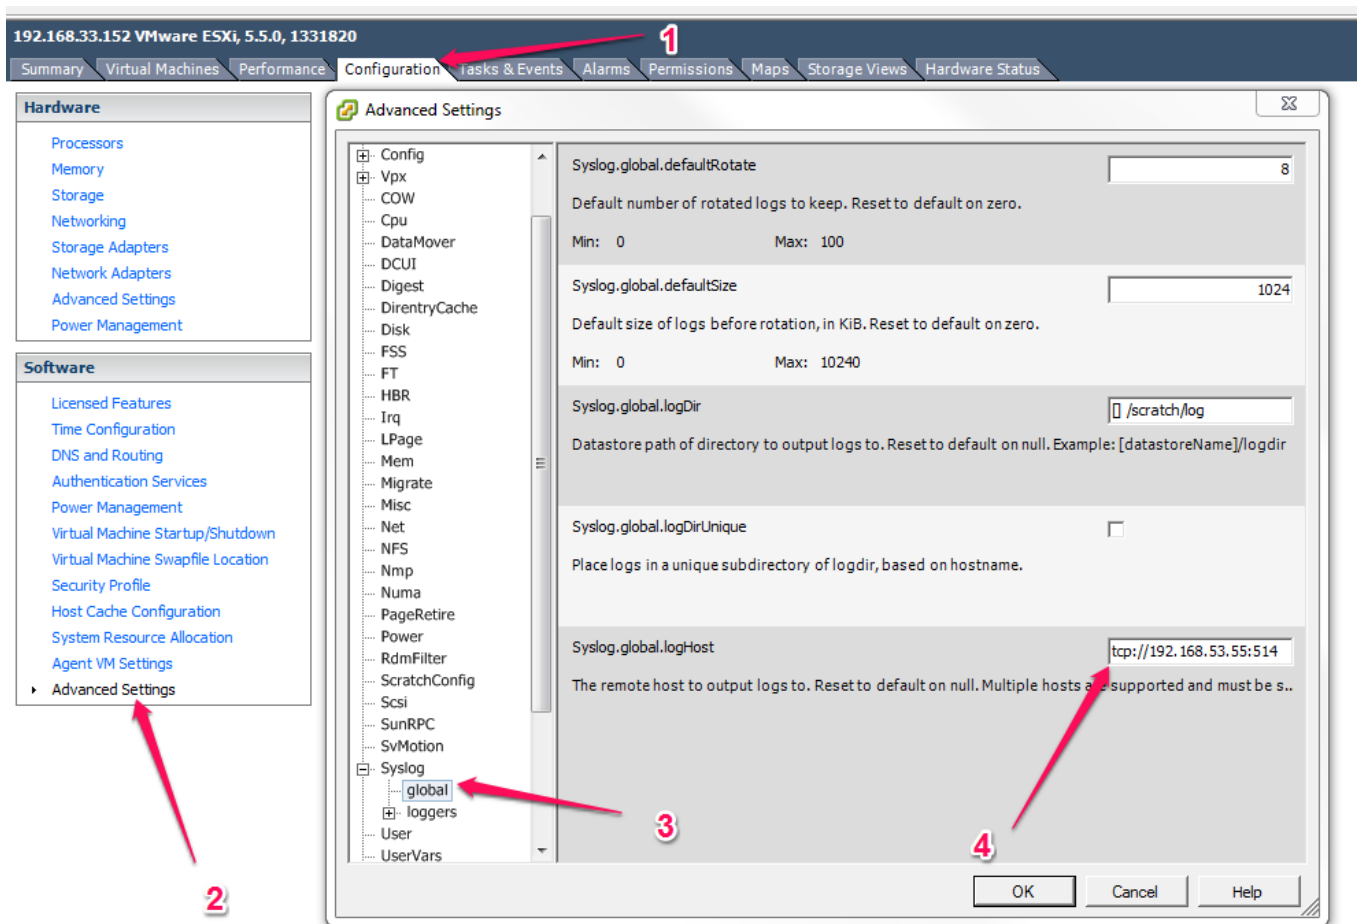 192.168.33.152 VMware ESXi, 5.5.0, 1331820
1
Summary Virtual Machines Performance Configuration Tasks & Events Alarms Permissions Maps Storage Views Hardware Status
Hardware
Processors
Memory
Storage
Networking
Storage Adapters
Network Adapters
Advanced Settings
Power Management
Software
Licensed Features
Time Configuration
DNS and Routing
Authentication Services
Power Management
Virtual Machine Startup/Shutdown
Virtual Machine Swapfile Location
Security Profile
Host Cache Configuration
System Resource Allocation
Agent VM Settings
Advanced Settings
2
Advanced Settings
Config
Vpx
COW
Cpu
DataMover
DCUI
Digest
DirentryCache
Disk
FSS
FT
HBR
Irq
LPage
Mem
Migrate
Misc
Net
NFS
Nmp
Numa
PageRetire
Power
RdmFilter
ScratchConfig
Scsi
SunRPC
SvMotion
Syslog
global
loggers
User
UserVars
3
Syslog.global.defaultRotate 8
Default number of rotated logs to keep. Reset to default on zero.
Min: 0 Max: 100
Syslog.global.defaultSize 1024
Default size of logs before rotation, in KiB. Reset to default on zero.
Min: 0 Max: 10240
Syslog.global.logDir [] /scratch/log
Datastore path of directory to output logs to. Reset to default on null. Example: [datastoreName]/logdir
Syslog.global.logDirUnique
Place logs in a unique subdirectory of logdir, based on hostname.
Syslog.global.logHost tcp://192.168.53.55:514
The remote host to output logs to. Reset to default on null. Multiple hosts are supported and must be s..
4
OK Cancel Help